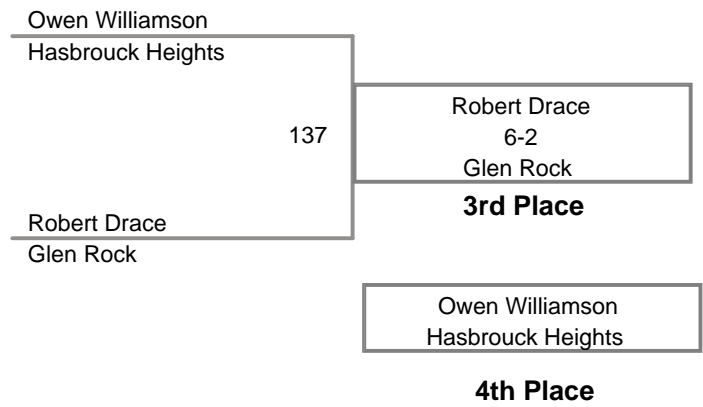 Owen Williamson
Hasbrouck Heights
137
Robert Drace
6-2
Glen Rock
3rd Place
Robert Drace
Glen Rock
Owen Williamson
Hasbrouck Heights
4th Place